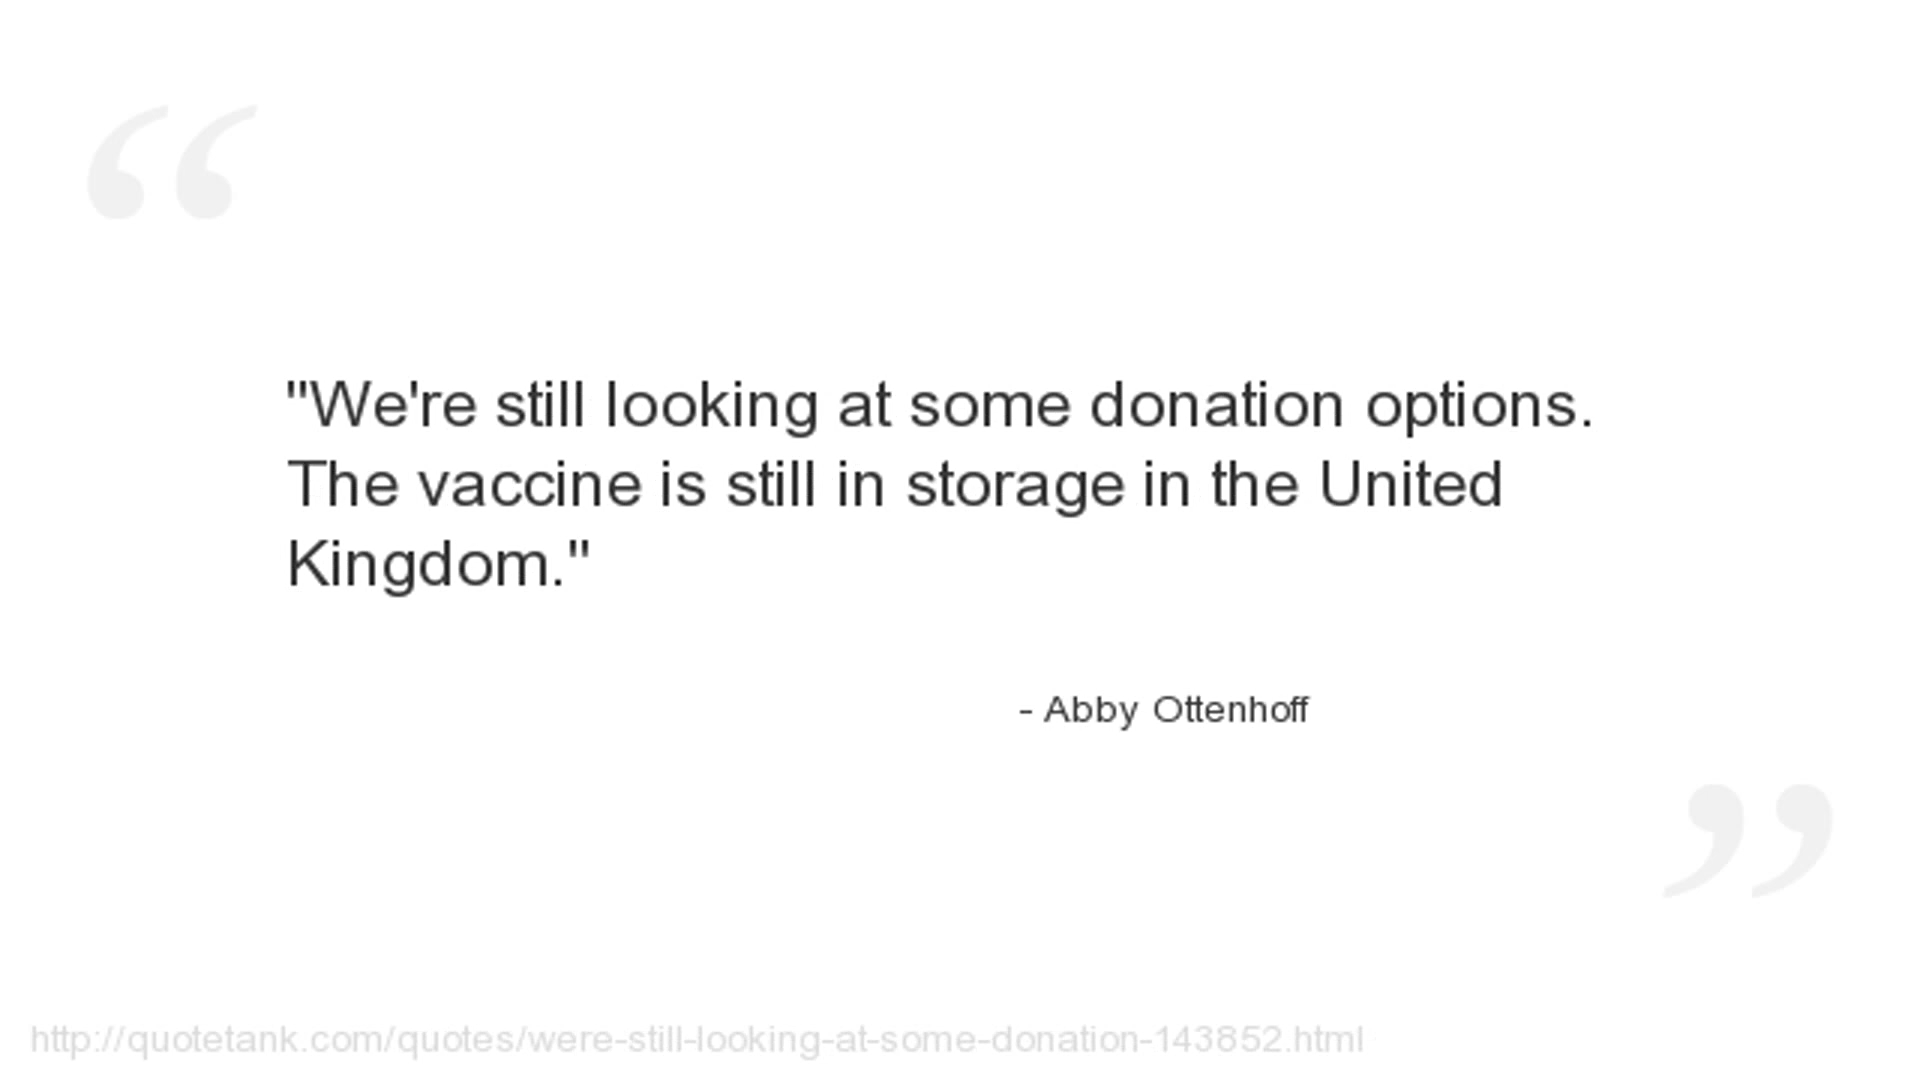 "We're still looking at some donation options.
The vaccine is still in storage in the United
Kingdom."
- Abby Ottenhoff
http://quotetank.com/quotes/were-still-looking-at-some-donation-143852.html